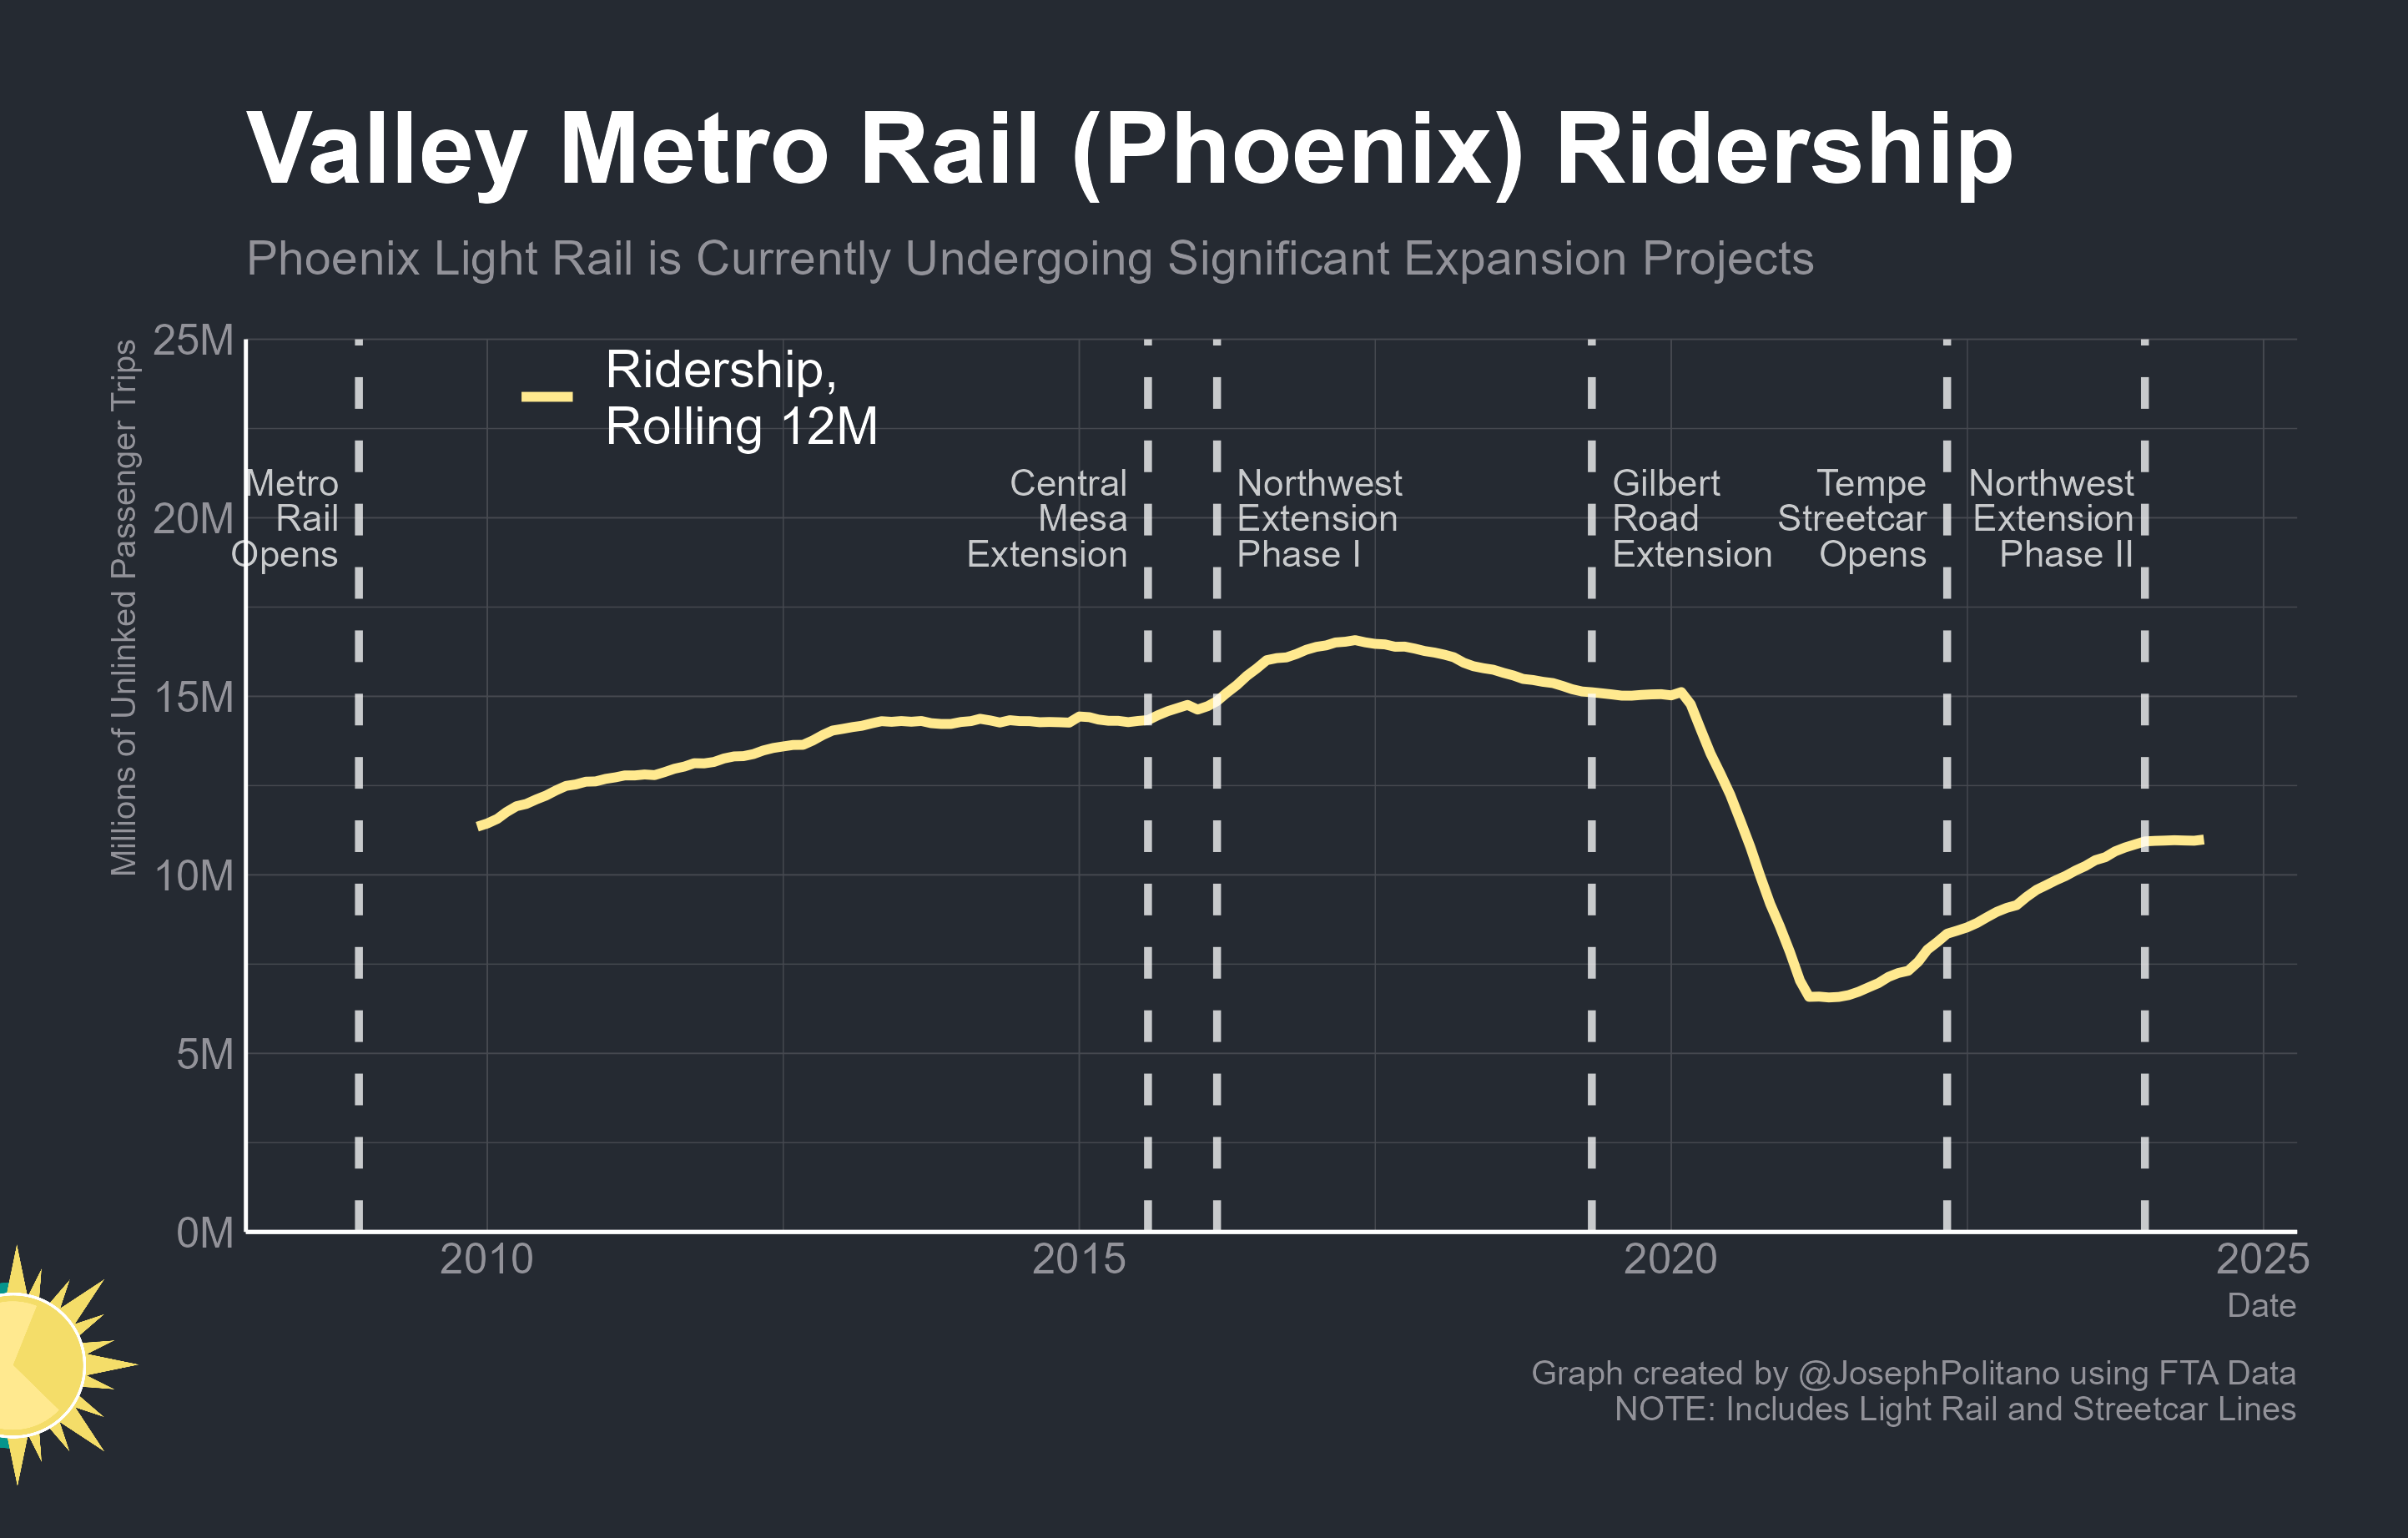 Valley Metro Rail (Phoenix) Ridership
Phoenix Light Rail is Currently Undergoing Significant Expansion Projects
Millions of Unlinked Passenger Trips
25M
20M
15M
10M
5M
0M
Ridership,
Rolling 12M
Metro
Rail
Opens
Central
Mesa
Extension
Northwest
Extension
Phase I
Gilbert
Road
Extension
Tempe
Streetcar
Opens
Northwest
Extension
Phase II
2010
2015
2020
2025
Date
Graph created by @JosephPolitano using FTA Data
NOTE: Includes Light Rail and Streetcar Lines